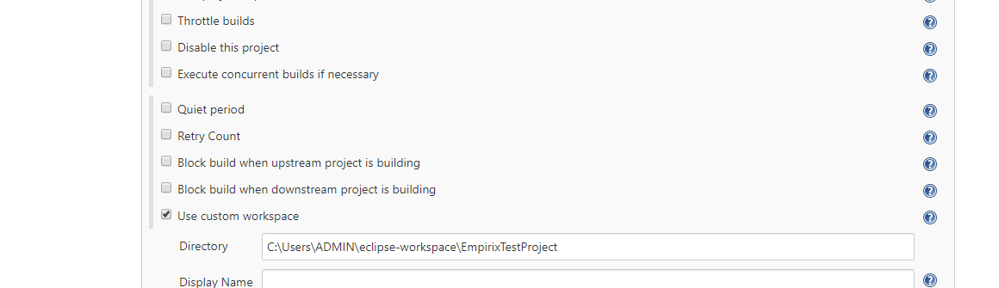 Throttle builds
Disable this project
Execute concurrent builds if necessary
Quiet period
Retry Count
Block build when upstream project is building
Block build when downstream project is building
Use custom workspace
Directory C:\Users\ADMIN\eclipse-workspace\EmpirixTestProject
Display Name